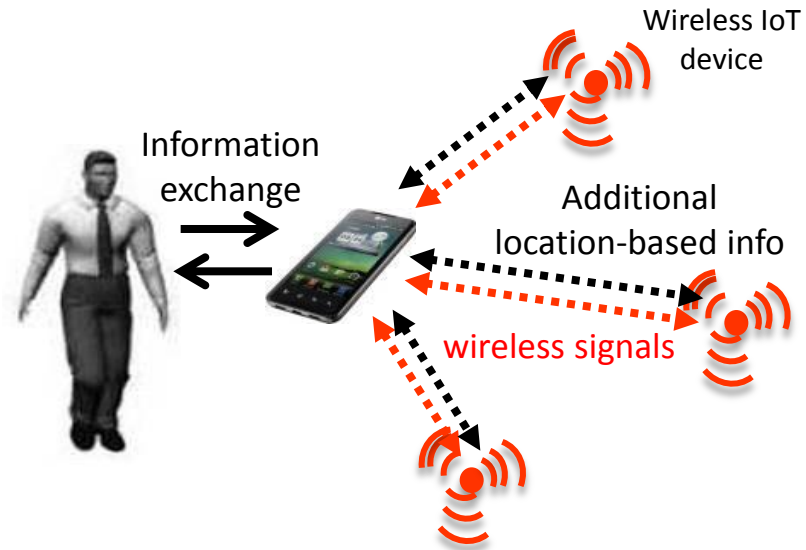 Wireless IoT
device
Information
exchange
Additional
location-based info
wireless signals